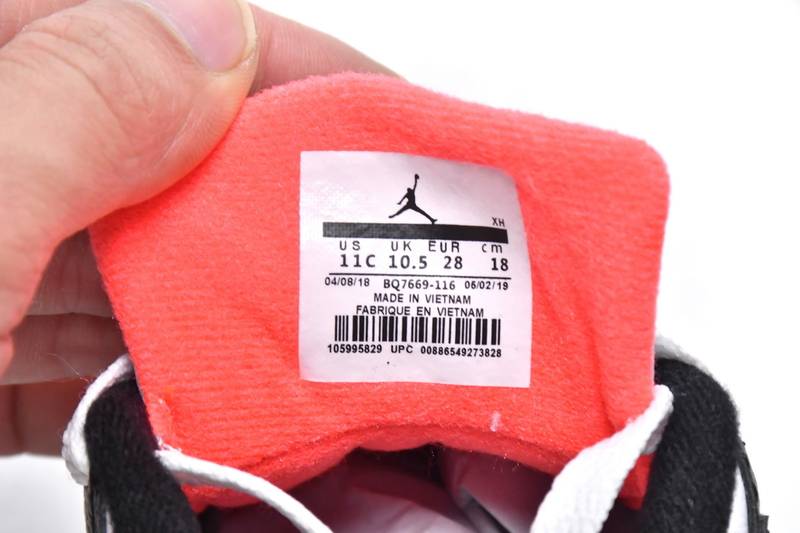 XH
US UK EUR cm
11C 10.5 28 18
04/08/18 BQ7669-116 06/02/19
MADE IN VIETNAM
FABRIQUE EN VIETNAM
105995829 UPC 00886549273828